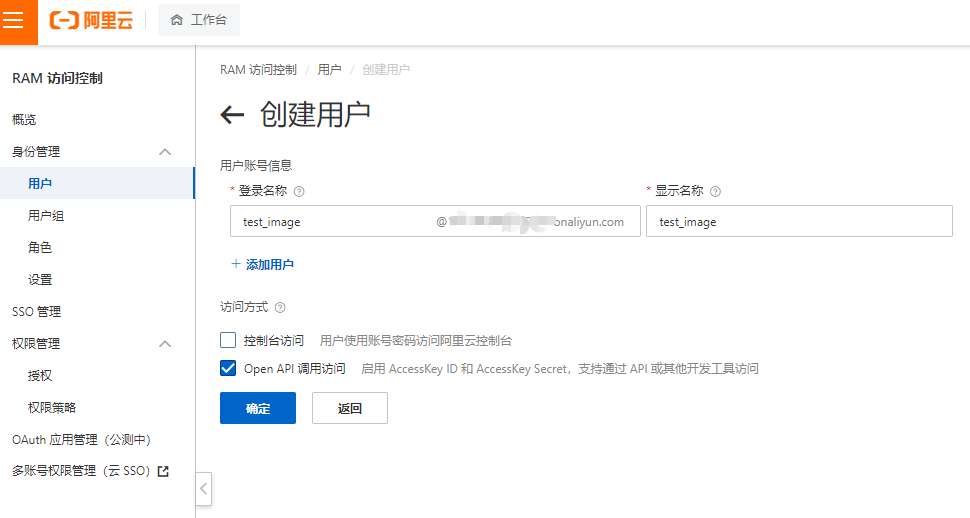 阿里云
工作台
RAM 访问控制
概览
身份管理
用户
用户组
角色
设置
SSO 管理
权限管理
授权
权限策略
OAuth 应用管理（公测中）
多账号权限管理（云 SSO）
RAM 访问控制 / 用户 / 创建用户
创建用户
用户账号信息
* 登录名称 * 显示名称
test_image @ onaliyun.com test_image
+ 添加用户
访问方式
控制台访问 用户使用账号密码访问阿里云控制台
Open API 调用访问 启用 AccessKey ID 和 AccessKey Secret，支持通过 API 或其他开发工具访问
确定 返回